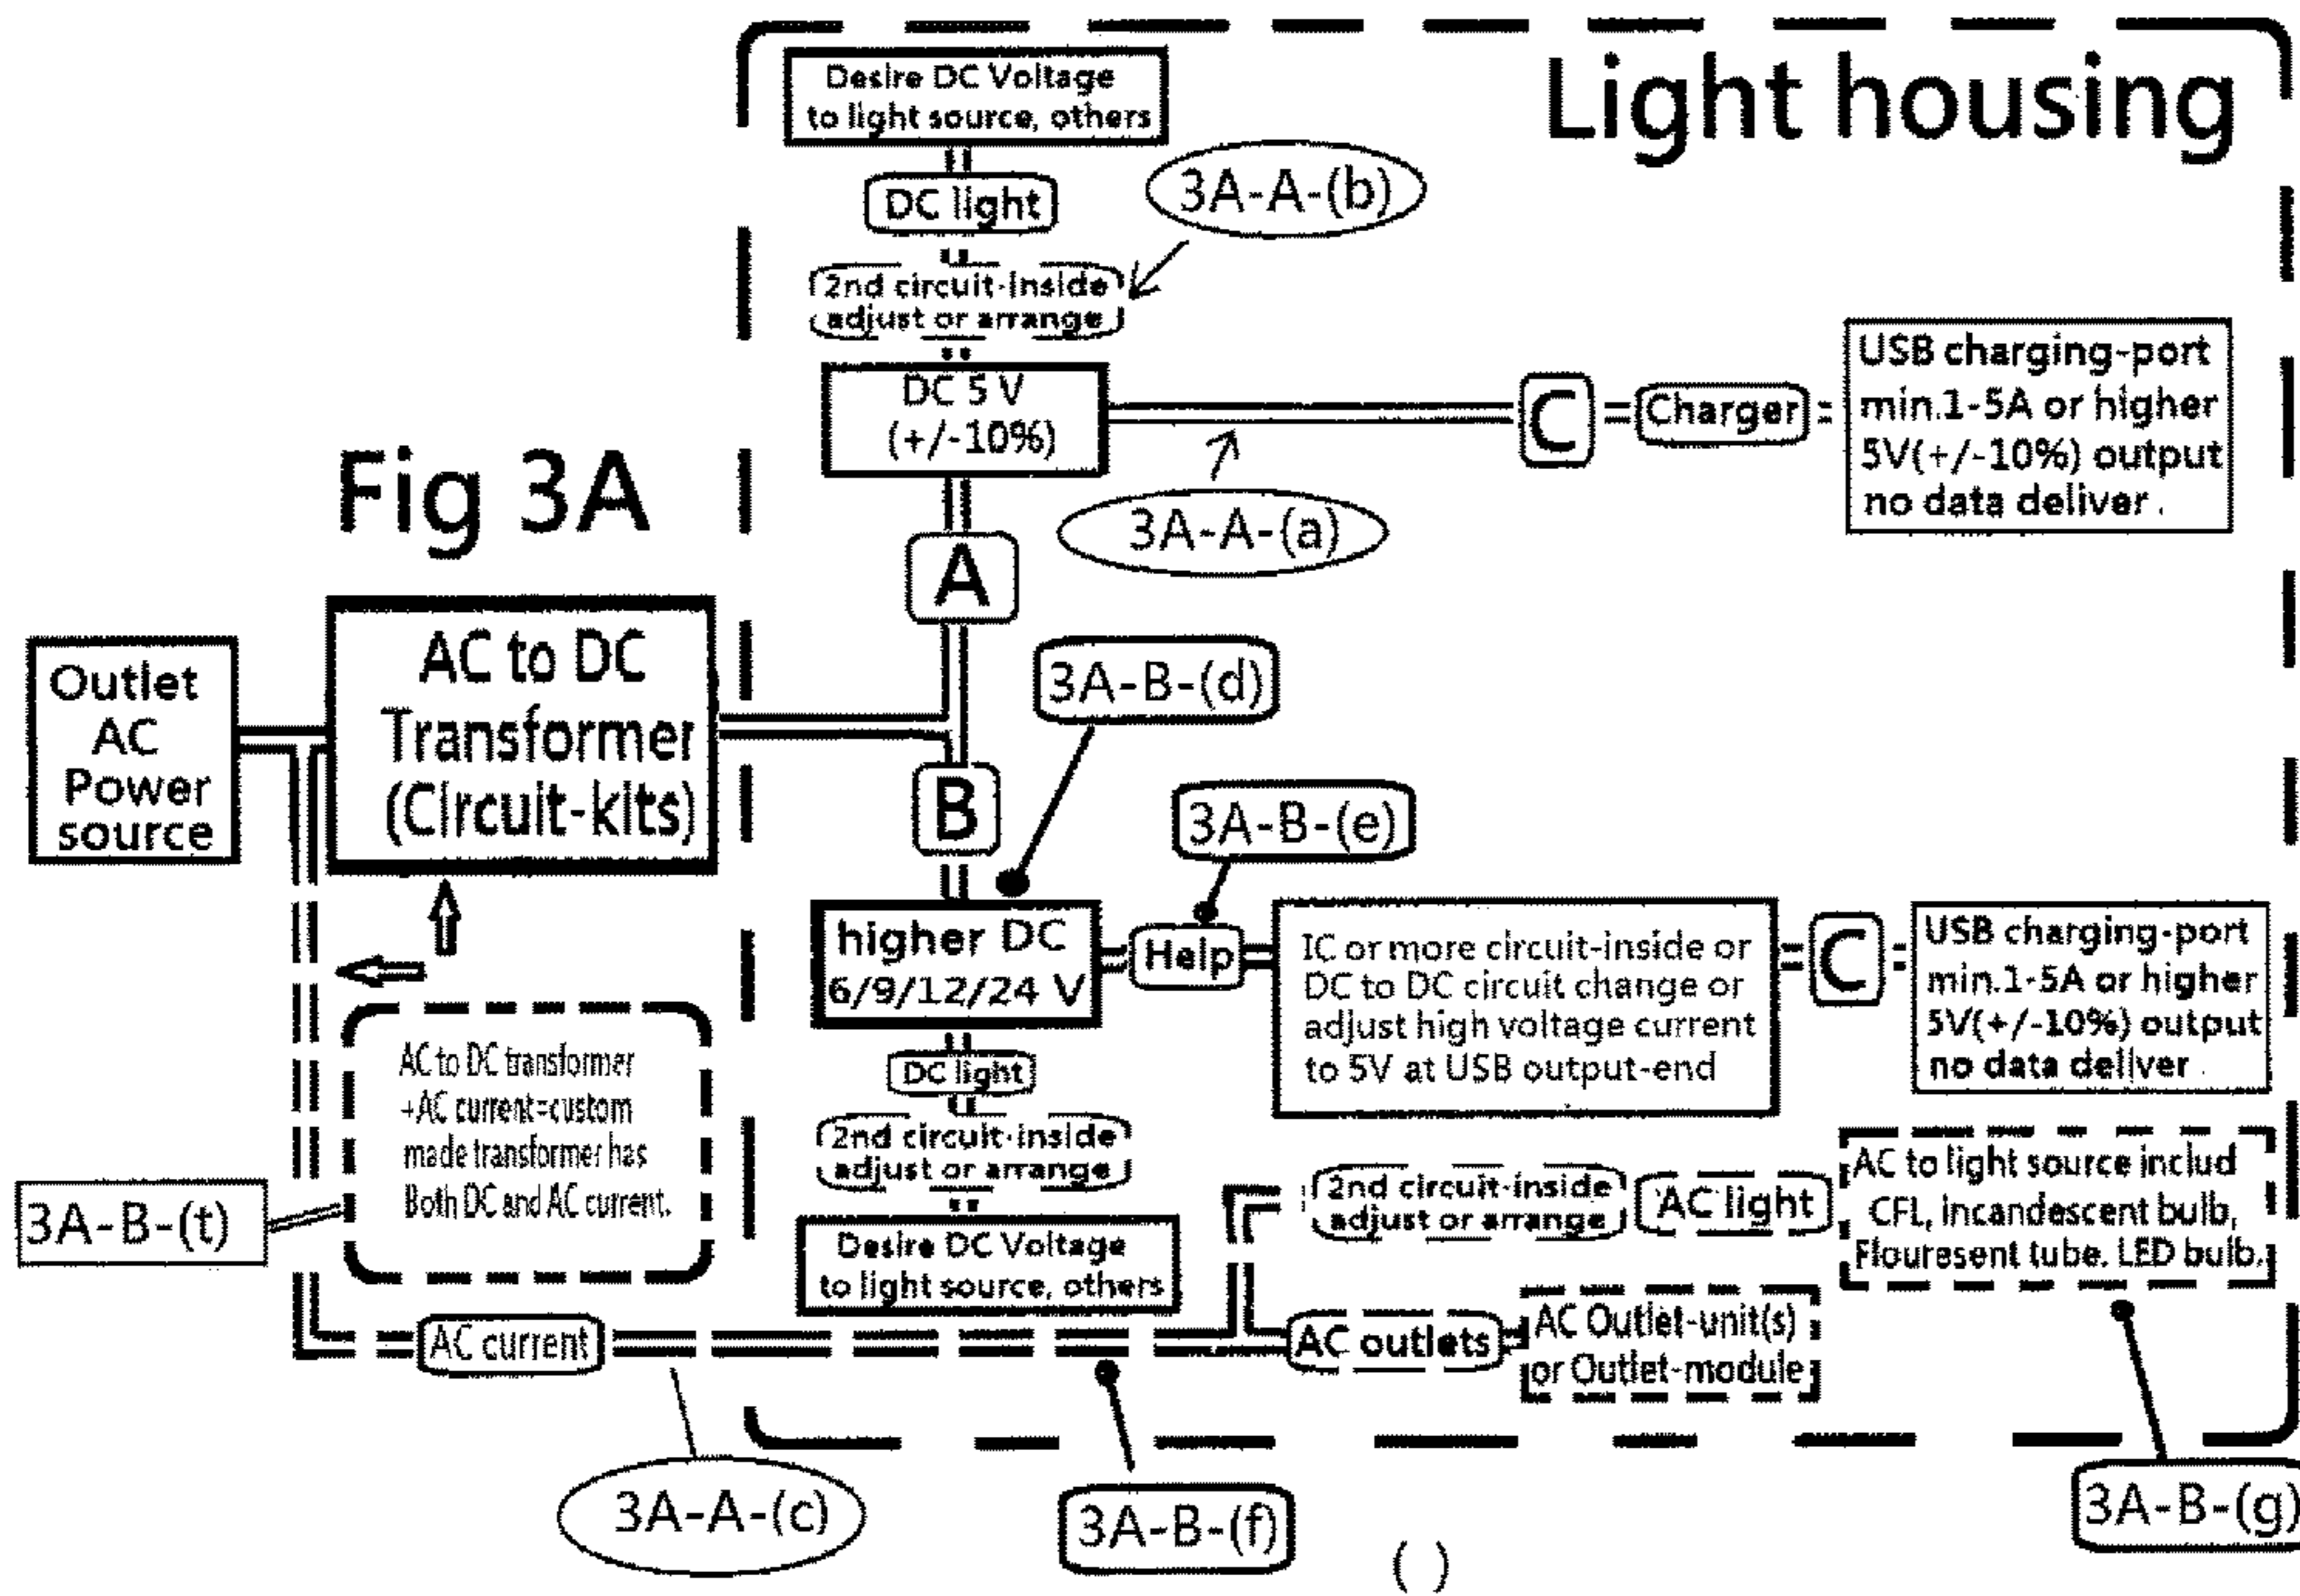 Light housing
Desire DC Voltage
to light source, others
DC light
3A-A-(b)
2nd circuit-inside
adjust or arrange
DC 5 V
(+/-10%)
C
Charger
USB charging-port
min.1-5A or higher
5V(+/-10%) output
no data deliver .
3A-A-(a)
Fig 3A
A
Outlet
AC
Power
source
AC to DC
Transformer
(Circuit-kits)
3A-B-(d)
B
3A-B-(e)
higher DC
6/9/12/24 V
Help
IC or more circuit-inside or
DC to DC circuit change or
adjust high voltage current
to 5V at USB output-end
C
USB charging-port
min.1-5A or higher
5V(+/-10%) output
no data deliver .
DC light
2nd circuit-inside
adjust or arrange
Desire DC Voltage
to light source, others
AC to DC transformer
+AC current=custom
made transformer has
Both DC and AC current.
3A-B-(t)
2nd circuit-inside
adjust or arrange
AC light
AC to light source includ
CFL, incandescent bulb,
Flouresent tube. LED bulb.
AC current
AC outlets
AC Outlet-unit(s)
or Outlet-module
3A-A-(c)
3A-B-(f)
3A-B-(g)
( )